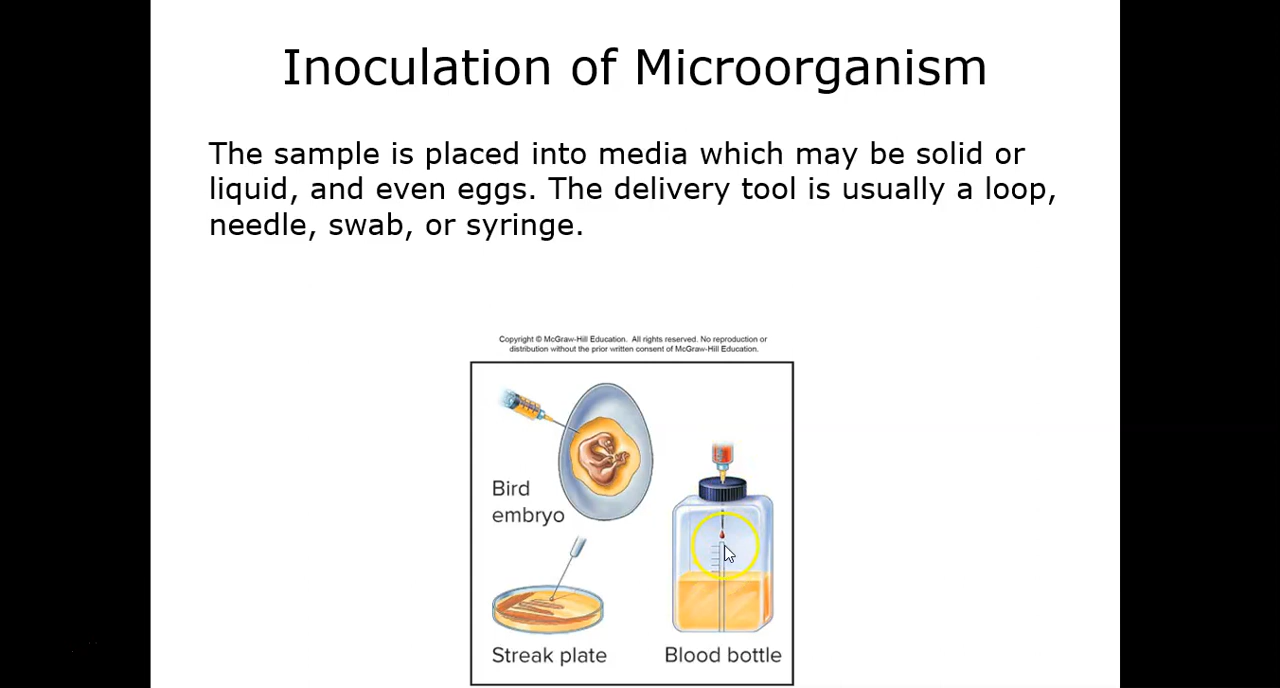 Inoculation of Microorganism
The sample is placed into media which may be solid or
liquid, and even eggs. The delivery tool is usually a loop,
needle, swab, or syringe.
Copyright © McGraw-Hill Education. All rights reserved. No reproduction or
distribution without the prior written consent of McGraw-Hill Education.
Bird
embryo
Streak plate
Blood bottle